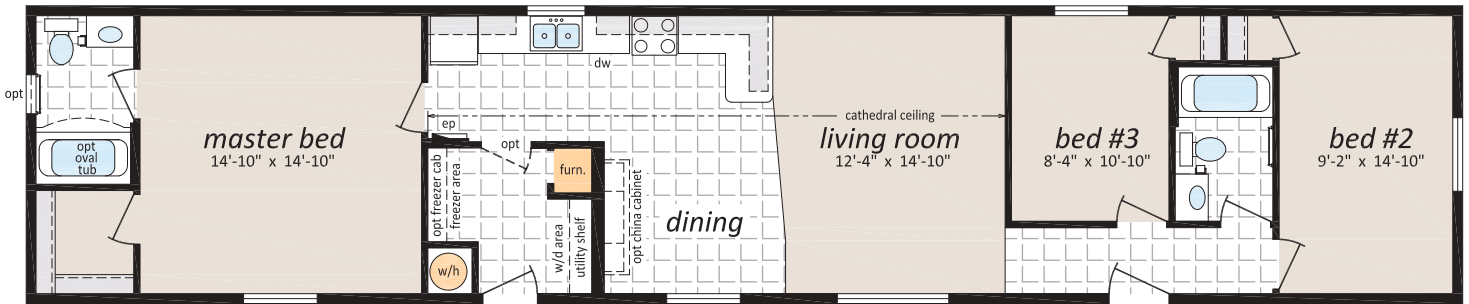 opt
opt
oval
tub
master bed
14'-10" x 14'-10"
dw
ep
cathedral ceiling
opt
furn.
opt freezer cab
freezer area
w/h
w/d area
utility shelf
opt china cabinet
dining
living room
12'-4" x 14'-10"
bed #3
8'-4" x 10'-10"
bed #2
9'-2" x 14'-10"